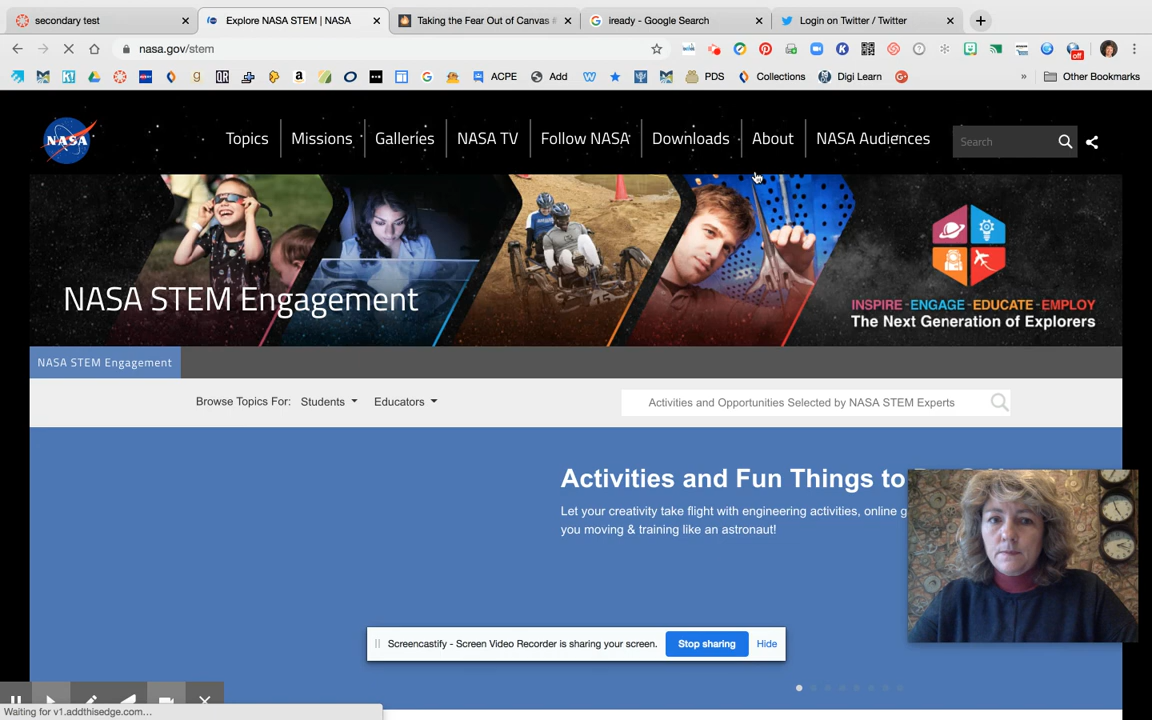 secondary test
Explore NASA STEM | NASA
Taking the Fear Out of Canvas
iready - Google Search
Login on Twitter / Twitter
nasa.gov/stem
off
ACPE
Add
PDS
Collections
Digi Learn
»
Other Bookmarks
NASA
Topics
Missions
Galleries
NASA TV
Follow NASA
Downloads
About
NASA Audiences
Search
NASA STEM Engagement
INSPIRE - ENGAGE - EDUCATE - EMPLOY
The Next Generation of Explorers
NASA STEM Engagement
Browse Topics For: Students Educators
Activities and Opportunities Selected by NASA STEM Experts
Activities and Fun Things to
Let your creativity take flight with engineering activities, online g
you moving & training like an astronaut!
Screencastify - Screen Video Recorder is sharing your screen.
Stop sharing
Hide
Waiting for v1.addthisedge.com...